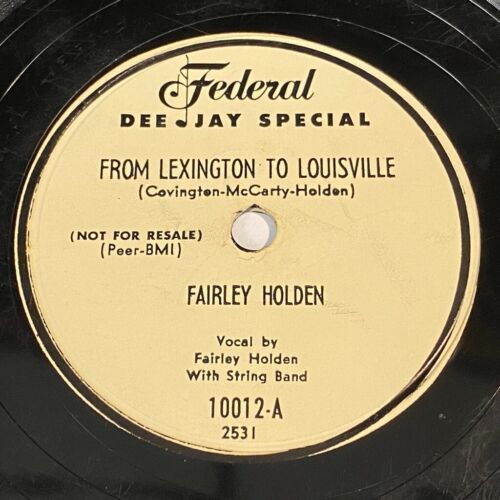 Federal
DEE JAY SPECIAL
FROM LEXINGTON TO LOUISVILLE
(Covington-McCarty-Holden)
(NOT FOR RESALE)
(Peer-BMI)
FAIRLEY HOLDEN
Vocal by
Fairley Holden
With String Band
10012-A
2531